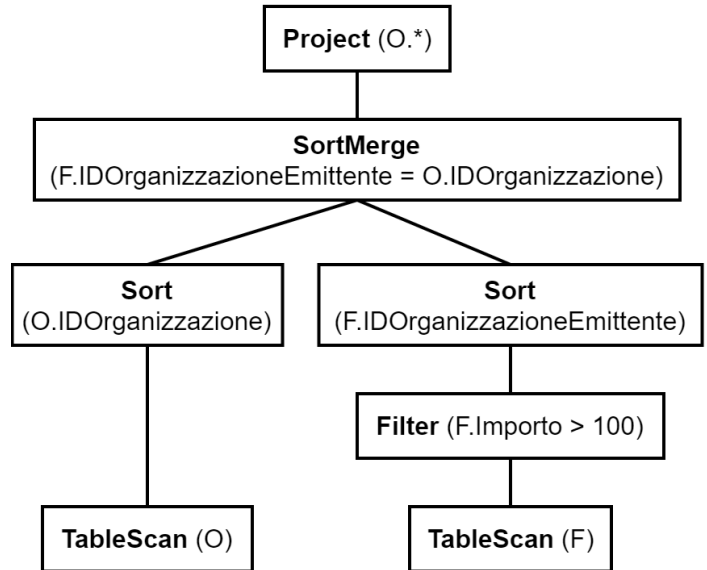 Project (O.*)
SortMerge
(F.IDOrganizzazioneEmittente = O.IDOrganizzazione)
Sort
(O.IDOrganizzazione)
Sort
(F.IDOrganizzazioneEmittente)
Filter (F.Importo > 100)
TableScan (O)
TableScan (F)